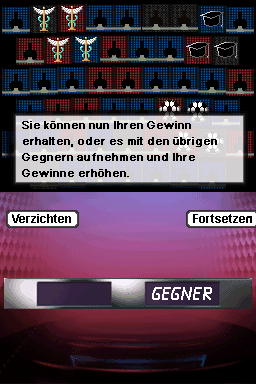 Sie können nun Ihren Gewinn
erhalten, oder es mit den übrigen
Gegnern aufnehmen und Ihre
Gewinne erhöhen.
Verzichten
Fortsetzen
GEGNER